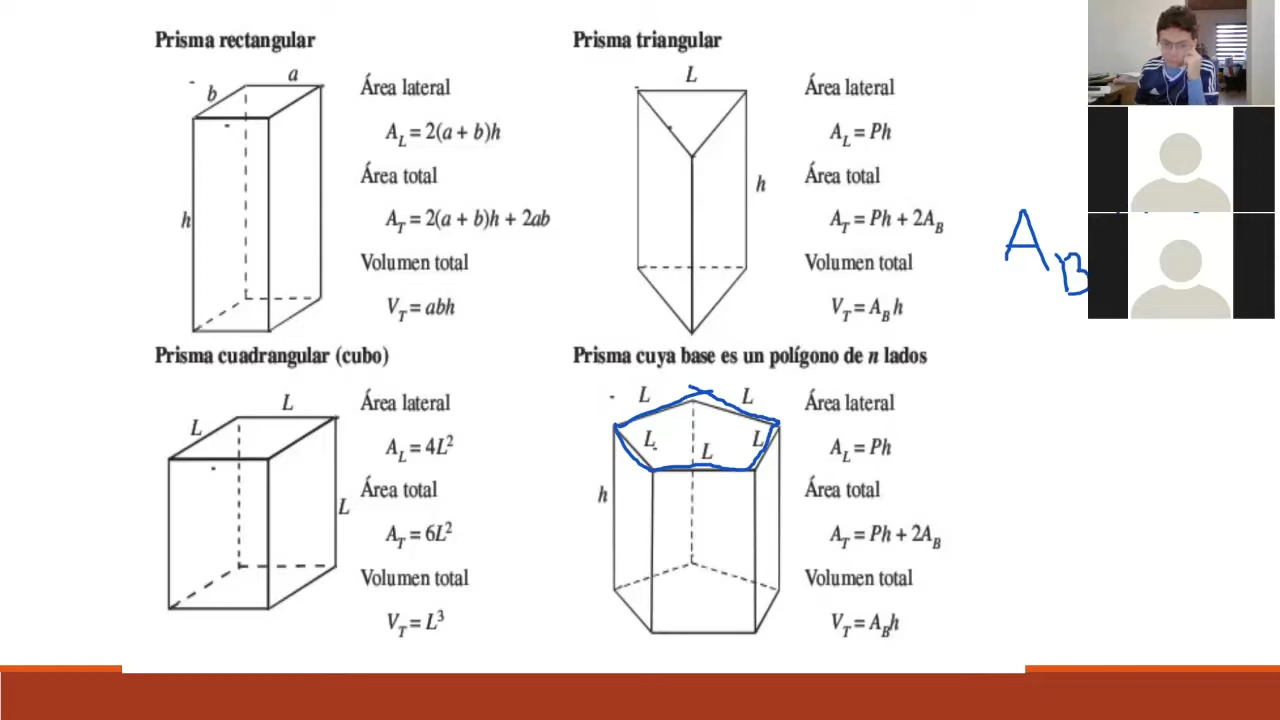 Prisma rectangular
a
b
h
Área lateral
A_L = 2(a + b)h
Área total
A_T = 2(a + b)h + 2ab
Volumen total
V_T = abh
Prisma triangular
L
h
Área lateral
A_L = Ph
Área total
A_T = Ph + 2A_B
Volumen total
V_T = A_B h
A_B
Prisma cuadrangular (cubo)
L
L
L
Área lateral
A_L = 4L²
Área total
A_T = 6L²
Volumen total
V_T = L³
Prisma cuya base es un polígono de n lados
L L
L L
L
h
Área lateral
A_L = Ph
Área total
A_T = Ph + 2A_B
Volumen total
V_T = A_B h